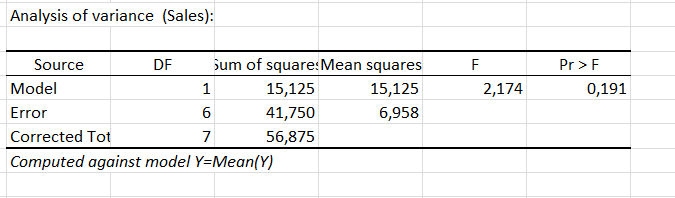 Analysis of variance  (Sales):
Source DF Sum of squares Mean squares F Pr > F
Model 1 15,125 15,125 2,174 0,191
Error 6 41,750 6,958
Corrected Tot 7 56,875
Computed against model Y=Mean(Y)